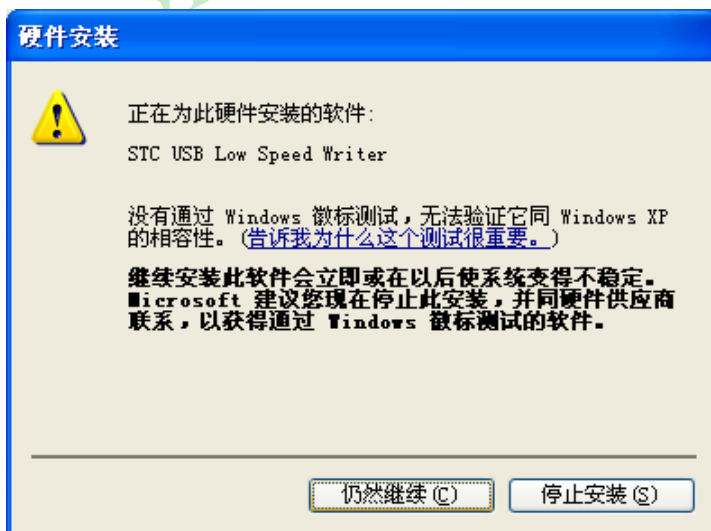 硬件安装
正在为此硬件安装的软件:
STC USB Low Speed Writer
没有通过 Windows 徽标测试，无法验证它同 Windows XP
的相容性。(告诉我为什么这个测试很重要。)
继续安装此软件会立即或在以后使系统变得不稳定。
Microsoft 建议您现在停止此安装，并同硬件供应商
联系，以获得通过 Windows 徽标测试的软件。
仍然继续(C) 停止安装(S)